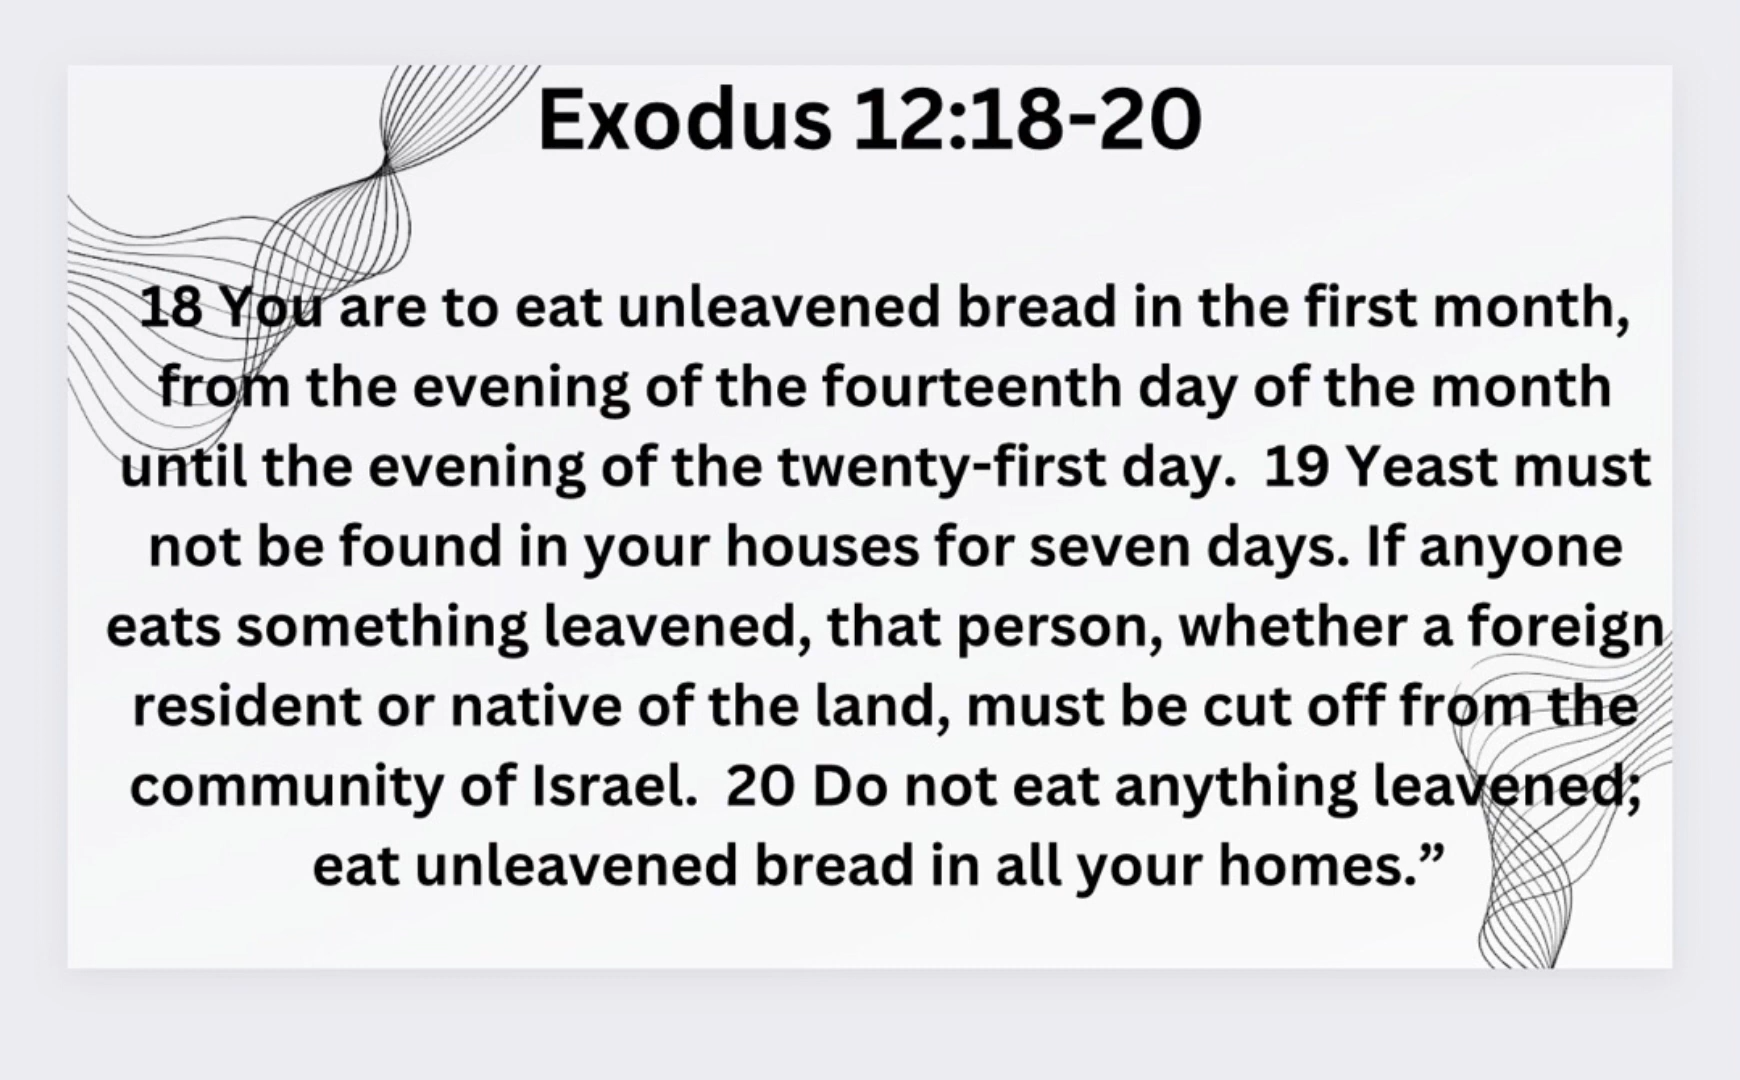 Exodus 12:18-20
18 You are to eat unleavened bread in the first month,
from the evening of the fourteenth day of the month
until the evening of the twenty-first day.  19 Yeast must
not be found in your houses for seven days. If anyone
eats something leavened, that person, whether a foreign
resident or native of the land, must be cut off from the
community of Israel.  20 Do not eat anything leavened;
eat unleavened bread in all your homes.”